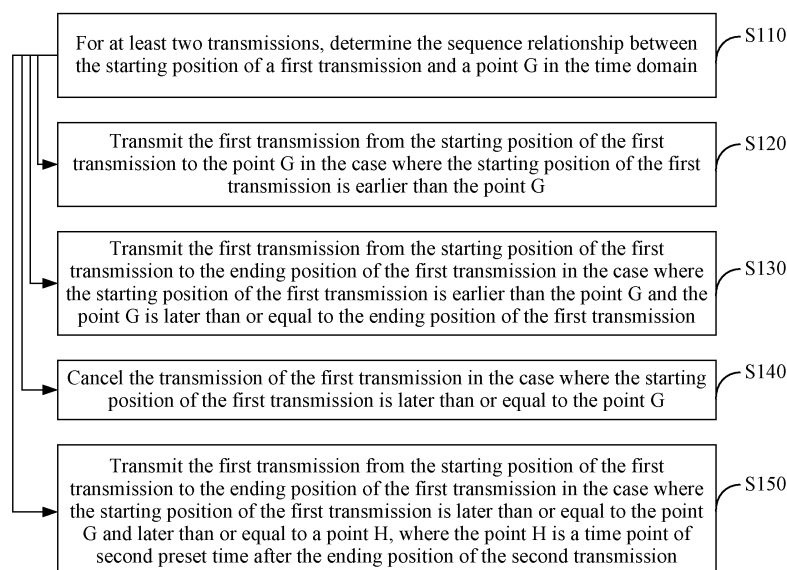 For at least two transmissions, determine the sequence relationship between
the starting position of a first transmission and a point G in the time domain
S110
Transmit the first transmission from the starting position of the first
transmission to the point G in the case where the starting position of the first
transmission is earlier than the point G
S120
Transmit the first transmission from the starting position of the first
transmission to the ending position of the first transmission in the case where
the starting position of the first transmission is earlier than the point G and the
point G is later than or equal to the ending position of the first transmission
S130
Cancel the transmission of the first transmission in the case where the starting
position of the first transmission is later than or equal to the point G
S140
Transmit the first transmission from the starting position of the first
transmission to the ending position of the first transmission in the case where
the starting position of the first transmission is later than or equal to the point
G and later than or equal to a point H, where the point H is a time point of
second preset time after the ending position of the second transmission
S150